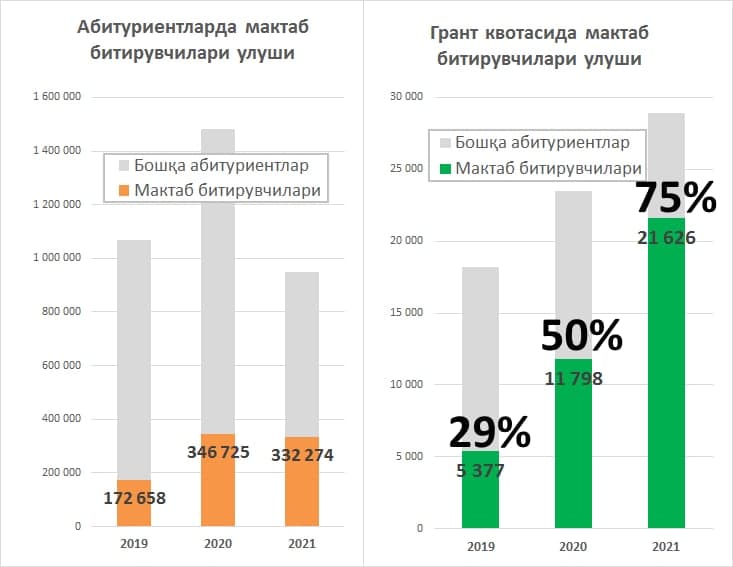 Абитуриентларда мактаб
битирувчилари улуши
1 600 000
1 400 000
1 200 000
1 000 000
800 000
600 000
400 000
200 000
0
Бошқа абитуриентлар
Мактаб битирувчилари
172 658
346 725
332 274
2019
2020
2021
Грант квотасида мактаб
битирувчилари улуши
30 000
25 000
20 000
15 000
10 000
5 000
0
Бошқа абитуриентлар
Мактаб битирувчилари
29%
5 377
50%
11 798
75%
21 626
2019
2020
2021